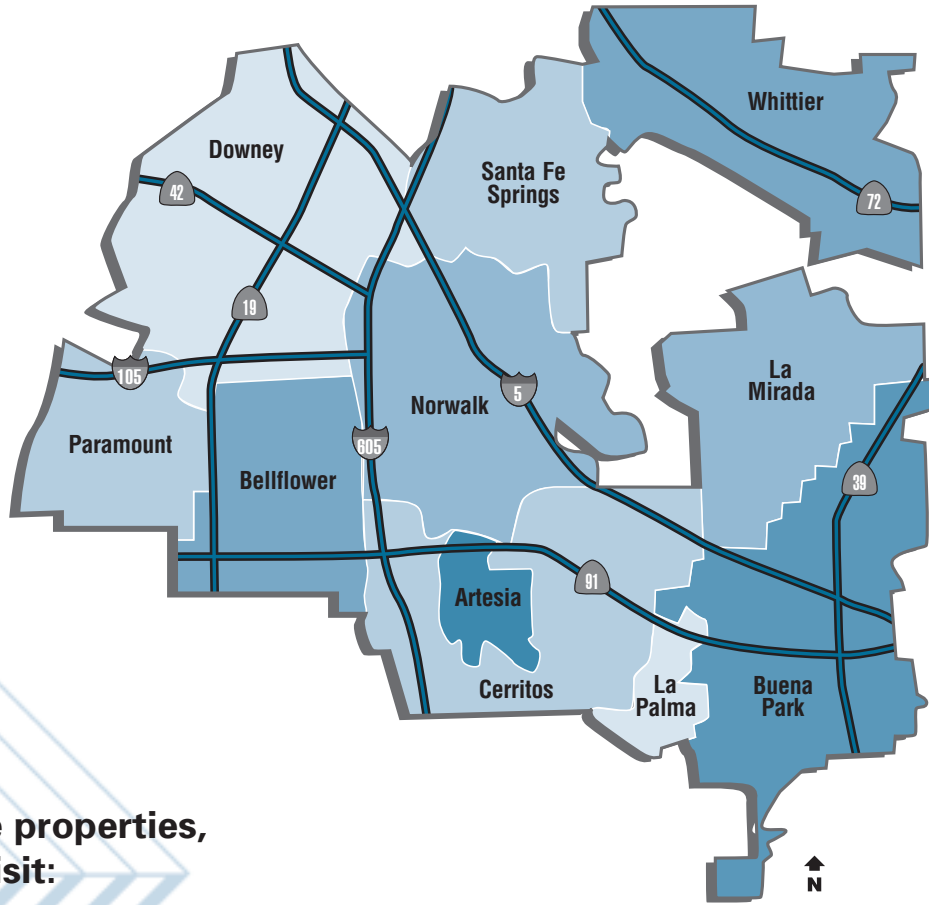 Whittier
Downey
Santa Fe
Springs
42
72
19
La
Mirada
105
5
Norwalk
Paramount
605
Bellflower
39
91
Artesia
Cerritos
La
Palma
Buena
Park
properties,
N